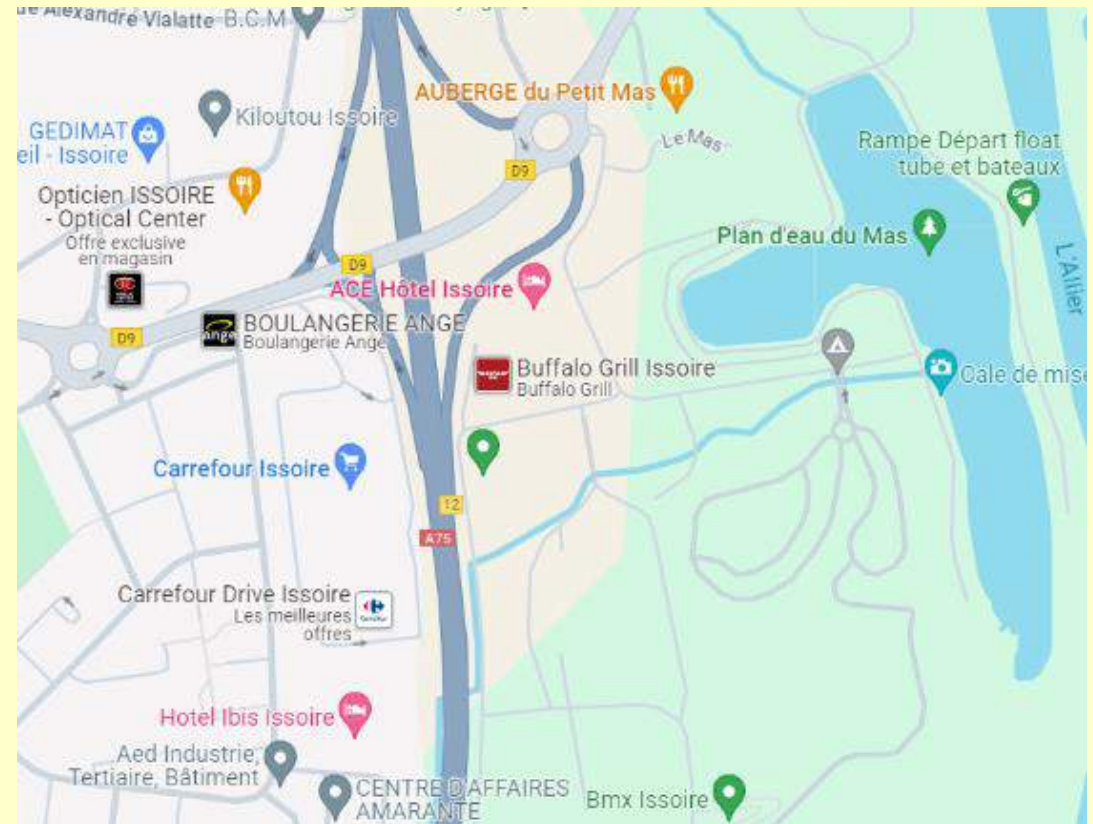 Alexandre Vialatte B.C.M
AUBERGE du Petit Mas
Kiloutou Issoire
GEDIMAT
eil - Issoire
Le Mas
Rampe Départ float
tube et bateaux
D9
Opticien ISSOIRE
- Optical Center
Offre exclusive
en magasin
Plan d'eau du Mas
L'Allier
D9
ACE Hôtel Issoire
D9
ange
BOULANGERIE ANGE
Boulangerie Ange
Buffalo Grill Issoire
Buffalo Grill
Cale de mise
Carrefour Issoire
12
A75
Carrefour Drive Issoire
Les meilleures
offres
Hotel Ibis Issoire
Aed Industrie,
Tertiaire, Bâtiment
CENTRE D'AFFAIRES
AMARANTE
Bmx Issoire